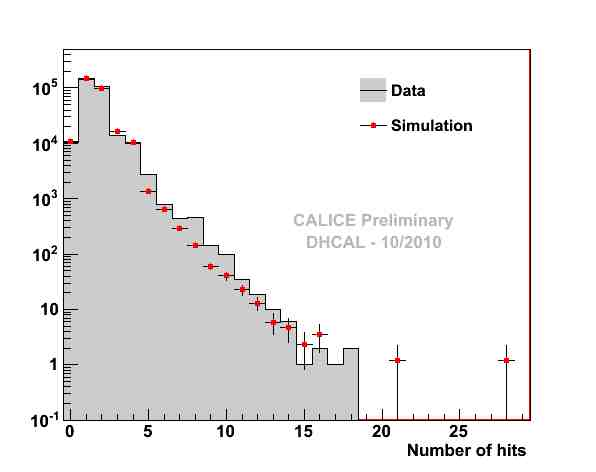 10^5
Data
Simulation
10^4
10^3
CALICE Preliminary
DHCAL - 10/2010
10^2
10
1
10^-1
0 5 10 15 20 25
Number of hits